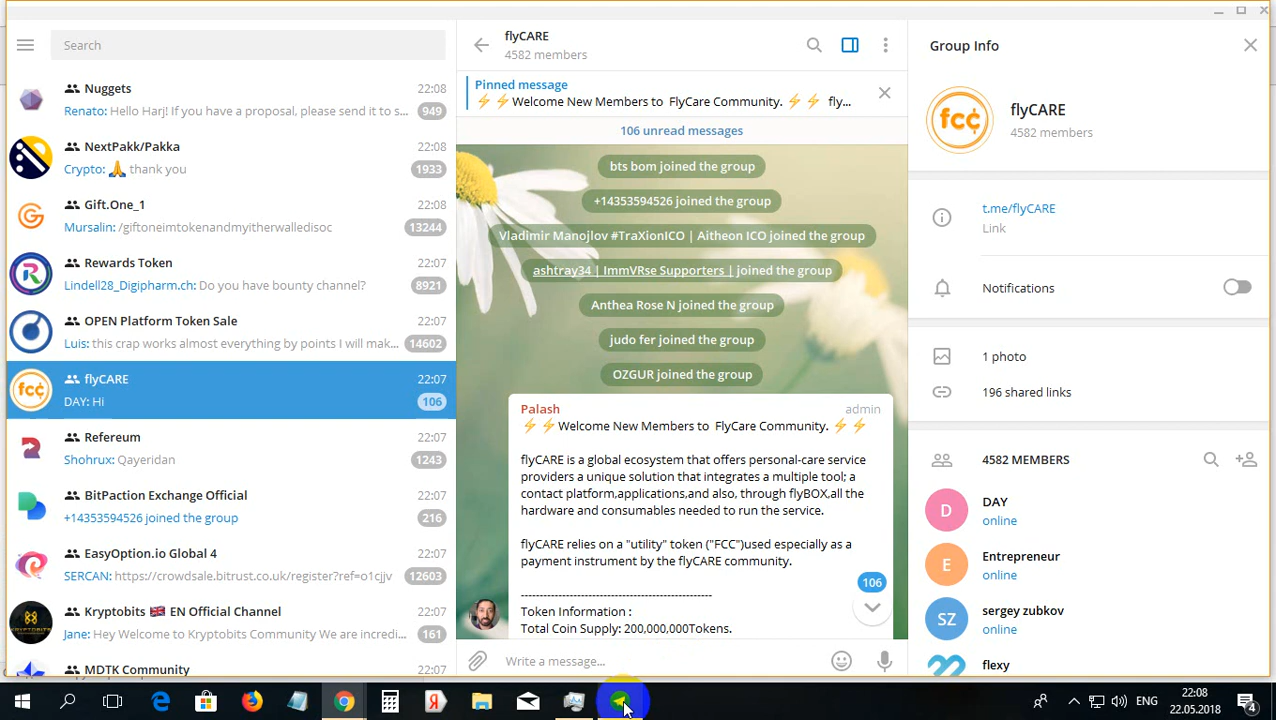 Search
Nuggets 22:08
Renato: Hello Harj! If you have a proposal, please send it to s... 949
NextPakk/Pakka 22:08
Crypto: 🙏 thank you 1933
Gift.One_1 22:08
Mursalin: /giftoneimtokenandmyitherwalledisoc 13244
Rewards Token 22:07
Lindell28_Digipharm.ch: Do you have bounty channel? 8921
OPEN Platform Token Sale 22:07
Luis: this crap works almost everything by points I will mak... 14602
fcc flyCARE 22:07
DAY: Hi 106
Refereum 22:07
Shohrux: Qayeridan 1243
BitPaction Exchange Official 22:07
+14353594526 joined the group 216
EasyOption.io Global 4 22:07
SERCAN: https://crowdsale.bitrust.co.uk/register?ref=o1cjjv 12603
Kryptobits 🇬🇧 EN Official Channel 22:07
Jane: Hey Welcome to Kryptobits Community We are incredi... 161
MDTK Community 22:07
flyCARE
4582 members
Pinned message
⚡⚡Welcome New Members to FlyCare Community. ⚡⚡ fly...
106 unread messages
bts bom joined the group
+14353594526 joined the group
Vladimir Manojlov #TraXionICO | Aitheon ICO joined the group
ashtray34 | ImmVRse Supporters | joined the group
Anthea Rose N joined the group
judo fer joined the group
OZGUR joined the group
Palash admin
⚡⚡Welcome New Members to FlyCare Community. ⚡⚡
flyCARE is a global ecosystem that offers personal-care service
providers a unique solution that integrates a multiple tool; a
contact platform,applications,and also, through flyBOX,all the
hardware and consumables needed to run the service.
flyCARE relies on a "utility" token ("FCC")used especially as a
payment instrument by the flyCARE community.
-------------------------------------------------
Token Information :
Total Coin Supply: 200,000,000Tokens.
106
Write a message...
Group Info
fcc flyCARE
4582 members
t.me/flyCARE
Link
Notifications
1 photo
196 shared links
4582 MEMBERS
D DAY
online
E Entrepreneur
online
SZ sergey zubkov
online
flexy
ENG
22:08
22.05.2018
4